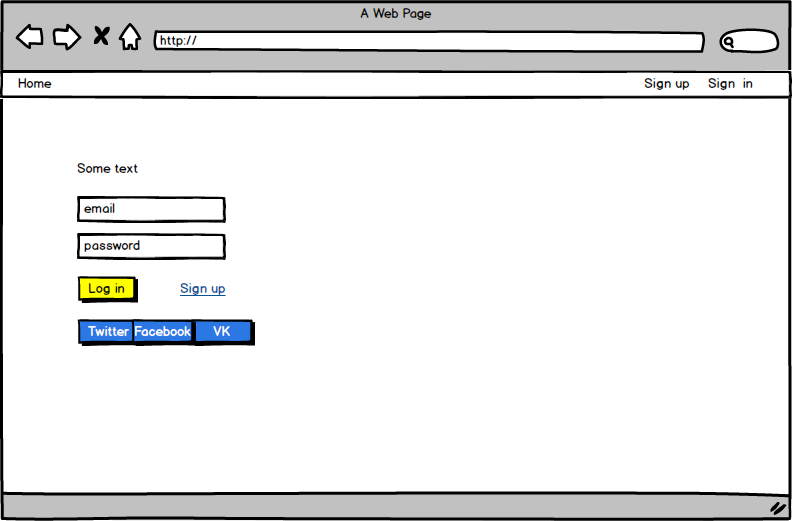 A Web Page
http://
Home Sign up Sign in
Some text
email
password
Log in Sign up
Twitter Facebook VK